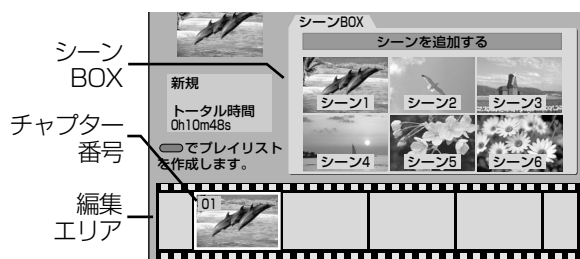 シーン
BOX
チャプター
番号
編集
エリア
シーンBOX
シーンを追加する
新規
トータル時間
0h10m48s
でプレイリスト
を作成します。
シーン1
シーン2
シーン3
シーン4
シーン5
シーン6
01